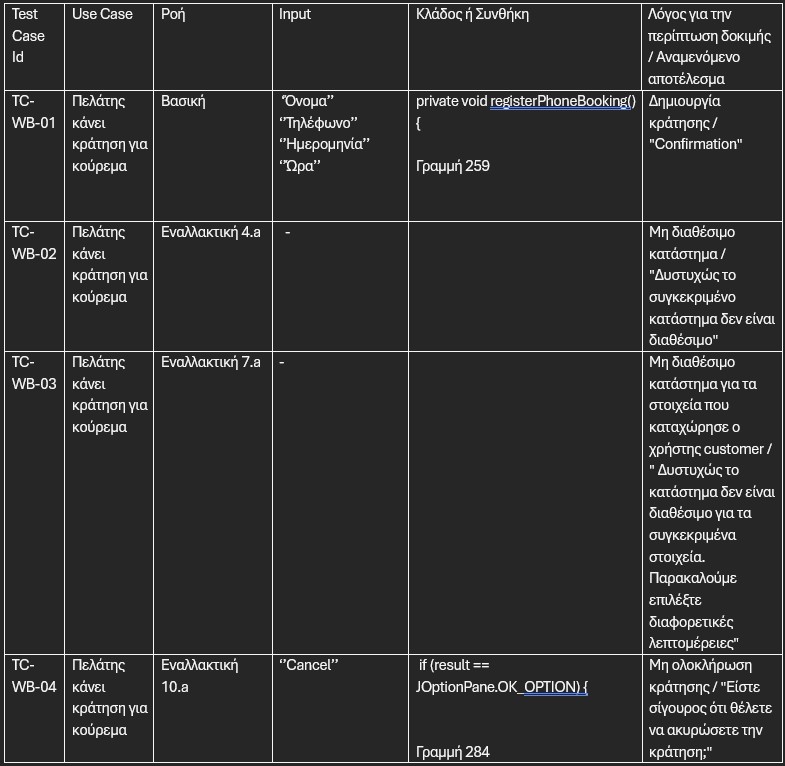 Test Case Id
Use Case
Ροή
Input
Κλάδος ή Συνθήκη
Λόγος για την
περίπτωση δοκιμής
/ Αναμενόμενο
αποτέλεσμα
TC-
WB-01
Πελάτης
κάνει
κράτηση για
κούρεμα
Βασική
‘Όνομα’’
‘’Τηλέφωνο’’
‘’Ημερομηνία’’
‘’Ώρα’’
private void registerPhoneBooking()
{
Γραμμή 259
Δημιουργία
κράτησης /
"Confirmation"
TC-
WB-02
Πελάτης
κάνει
κράτηση για
κούρεμα
Εναλλακτική 4.a
-
Μη διαθέσιμο
κατάστημα /
"Δυστυχώς το
συγκεκριμένο
κατάστημα δεν είναι
διαθέσιμο"
TC-
WB-03
Πελάτης
κάνει
κράτηση για
κούρεμα
Εναλλακτική 7.a
-
Μη διαθέσιμο
κατάστημα για τα
στοιχεία που
καταχώρησε ο
χρήστης customer /
" Δυστυχώς το
κατάστημα δεν είναι
διαθέσιμο για τα
συγκεκριμένα
στοιχεία.
Παρακαλούμε
επιλέξτε
διαφορετικές
λεπτομέρειες"
TC-
WB-04
Πελάτης
κάνει
κράτηση για
κούρεμα
Εναλλακτική
10.a
‘’Cancel’’
if (result ==
JOptionPane.OK_OPTION) {
Γραμμή 284
Μη ολοκλήρωση
κράτησης / "Είστε
σίγουρος ότι θέλετε
να ακυρώσετε την
κράτηση;"